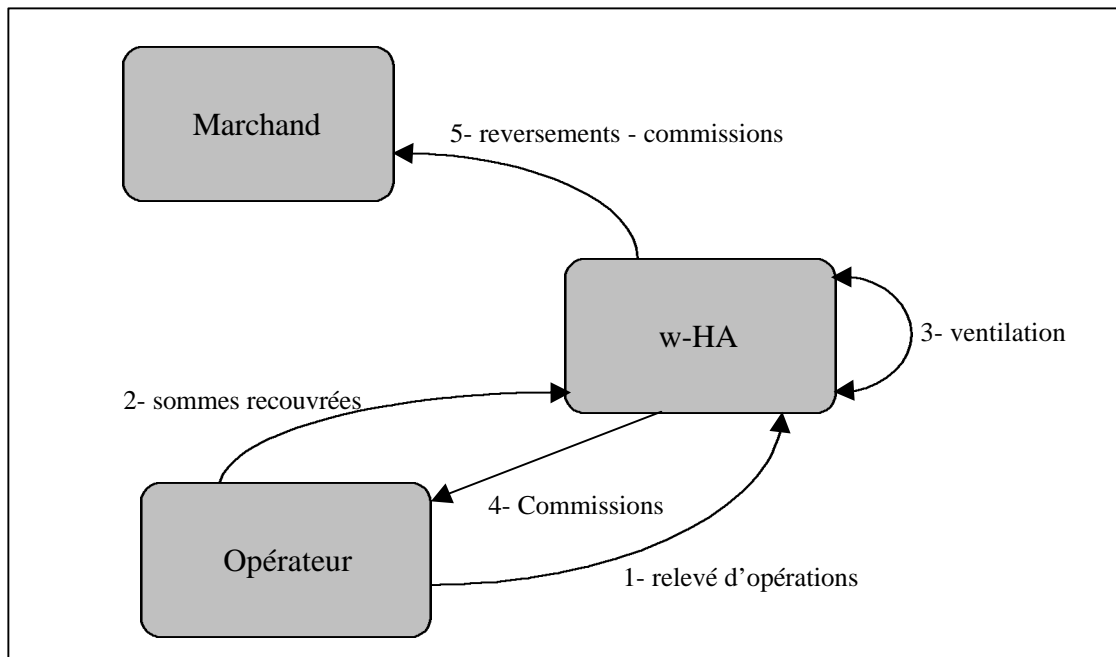 Marchand
5- reversements - commissions
w-HA
3- ventilation
2- sommes recouvrées
4- Commissions
Opérateur
1- relevé d’opérations